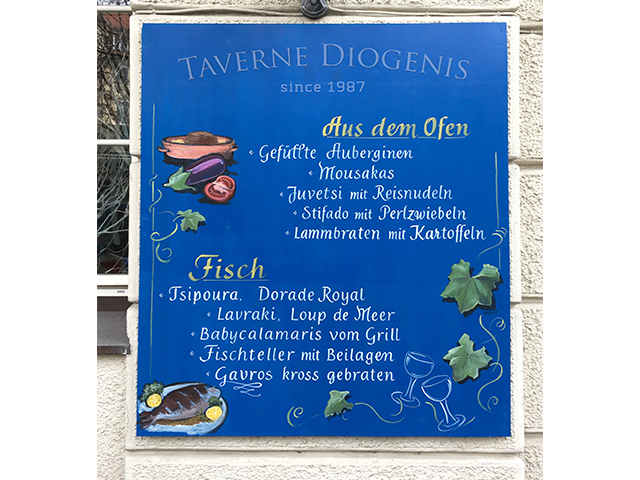 TAVERNE DIOGENIS
since 1987
Aus dem Ofen
Gefüllte Auberginen
Mousakas
Juvetsi mit Reisnudeln
Stifado mit Perlzwiebeln
Lammbraten mit Kartoffeln
Fisch
Tsipoura, Dorade Royal
Lavraki, Loup de Meer
Babycalamaris vom Grill
Fischteller mit Beilagen
Gavros kross gebraten